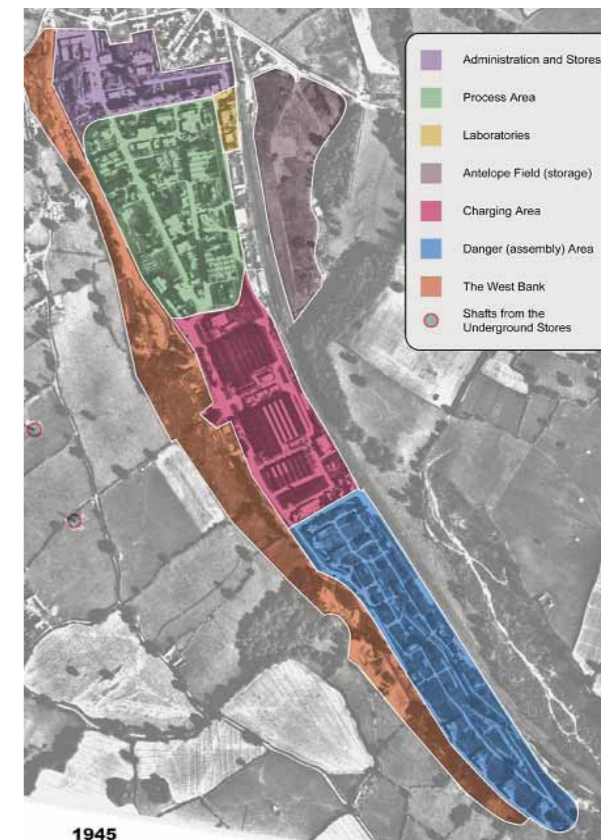 Administration and Stores
Process Area
Laboratories
Antelope Field (storage)
Charging Area
Danger (assembly) Area
The West Bank
Shafts from the
Underground Stores
1945